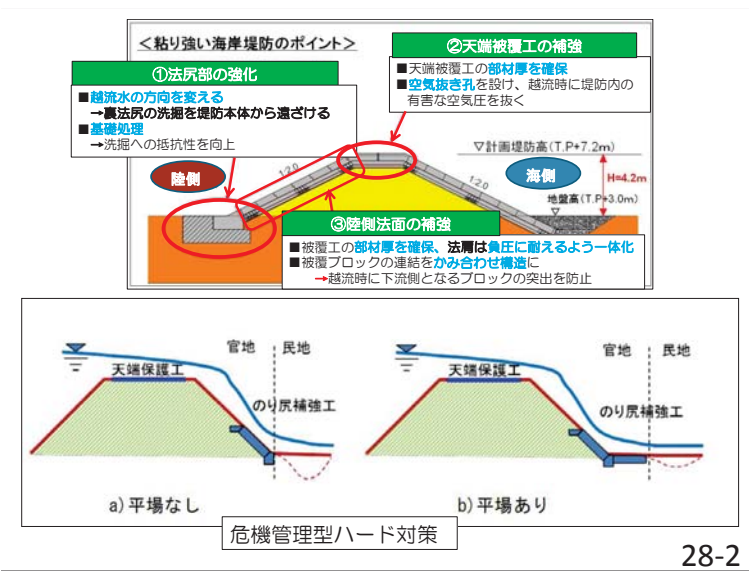 ＜粘り強い海岸堤防のポイント＞
②天端被覆工の補強
■天端被覆工の部材厚を確保
■空気抜き孔を設け、越流時に堤防内の
有害な空気圧を抜く
①法尻部の強化
■越流水の方向を変える
→裏法尻の洗掘を堤防本体から遠ざける
■基礎処理
→洗掘への抵抗性を向上
▽計画堤防高(T.P+7.2m)
陸側
1:2.0
1:2.0
海側
H=4.2m
地盤高(T.P+3.0m)
▽
③陸側法面の補強
■被覆工の部材厚を確保、法肩は負圧に耐えるよう一体化
■被覆ブロックの連結をかみあわせ構造に
→越流時に下流側となるブロックの突出を防止
官地 民地
天端保護工
のり尻補強工
a)平場なし
官地 民地
天端保護工
のり尻補強工
b)平場あり
危機管理型ハード対策
28-2